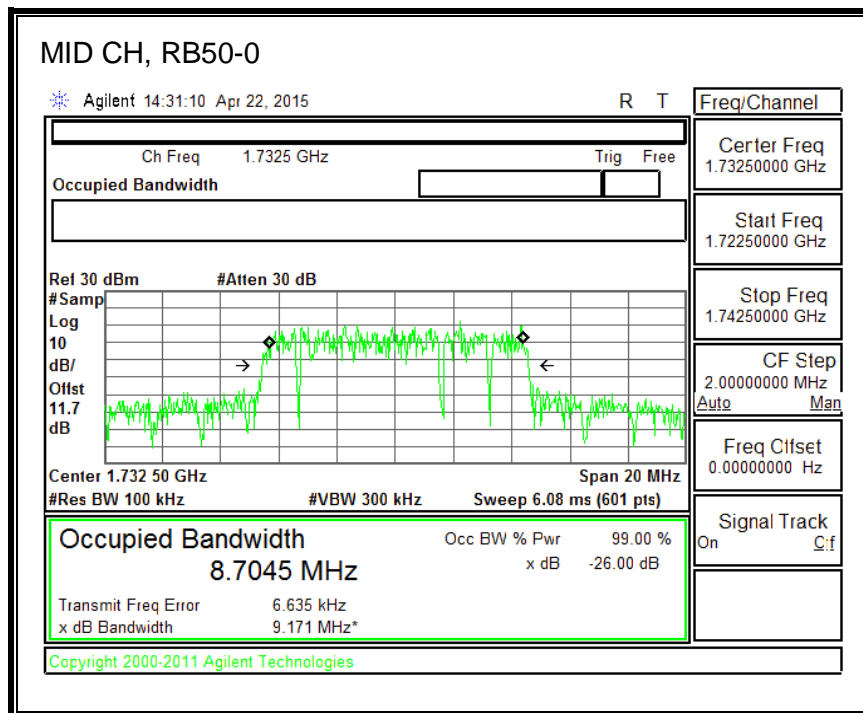 MID CH, RB50-0
Agilent 14:31:10 Apr 22, 2015 R T
Freq/Channel
Ch Freq 1.7325 GHz Trig Free
Occupied Bandwidth
Center Freq
1.73250000 GHz
Start Freq
1.72250000 GHz
Stop Freq
1.74250000 GHz
CF Step
2.00000000 MHz
Auto Man
Freq Offset
0.00000000 Hz
Signal Track
On Off
Ref 30 dBm #Atten 30 dB
#Samp
Log
10
dB/
Offst
11.7
dB
Center 1.732 50 GHz Span 20 MHz
#Res BW 100 kHz #VBW 300 kHz Sweep 6.08 ms (601 pts)
Occupied Bandwidth
8.7045 MHz
Occ BW % Pwr 99.00 %
x dB -26.00 dB
Transmit Freq Error 6.635 kHz
x dB Bandwidth 9.171 MHz*
Copyright 2000-2011 Agilent Technologies